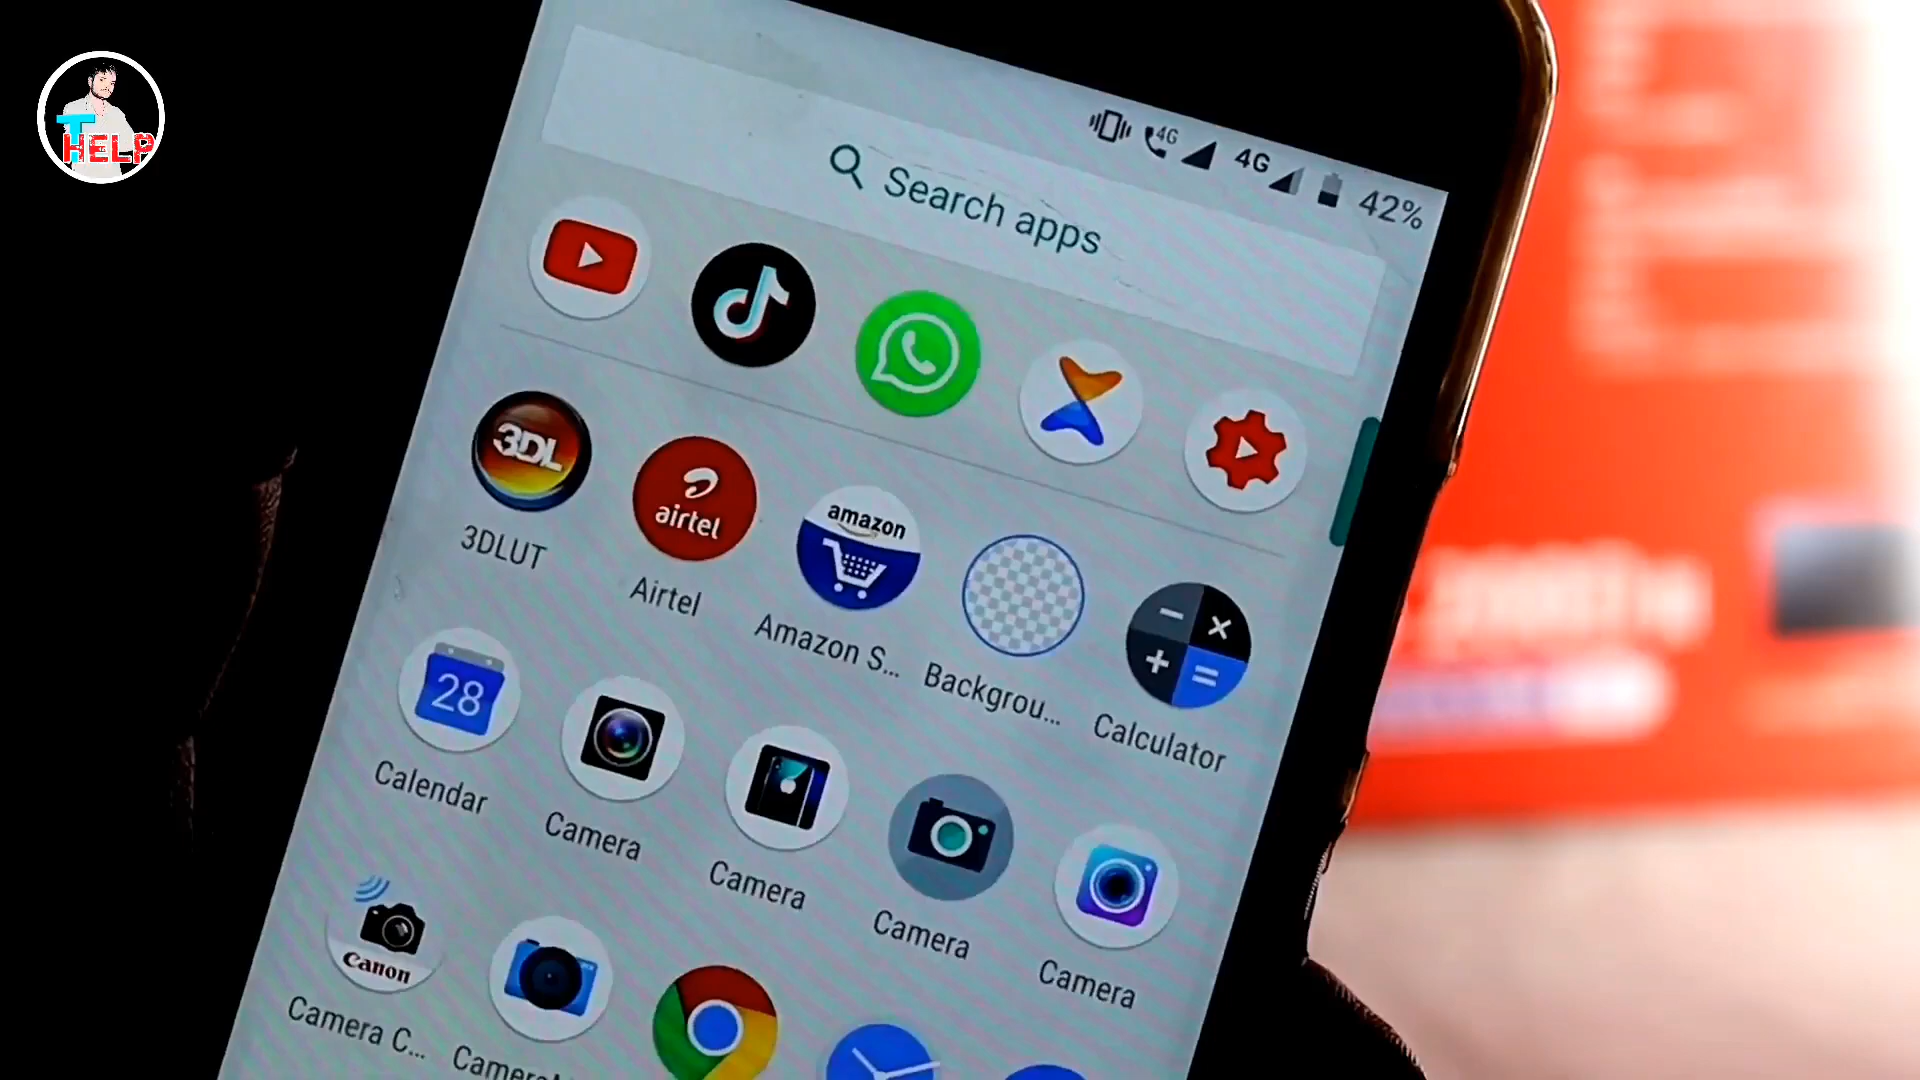 T
HELP
4G
4G
42%
Search apps
3DL
airtel
amazon
3DLUT
Airtel
Amazon S...
Backgrou...
Calculator
28
Calendar
Camera
Camera
Camera
Camera
Canon
Camera C...